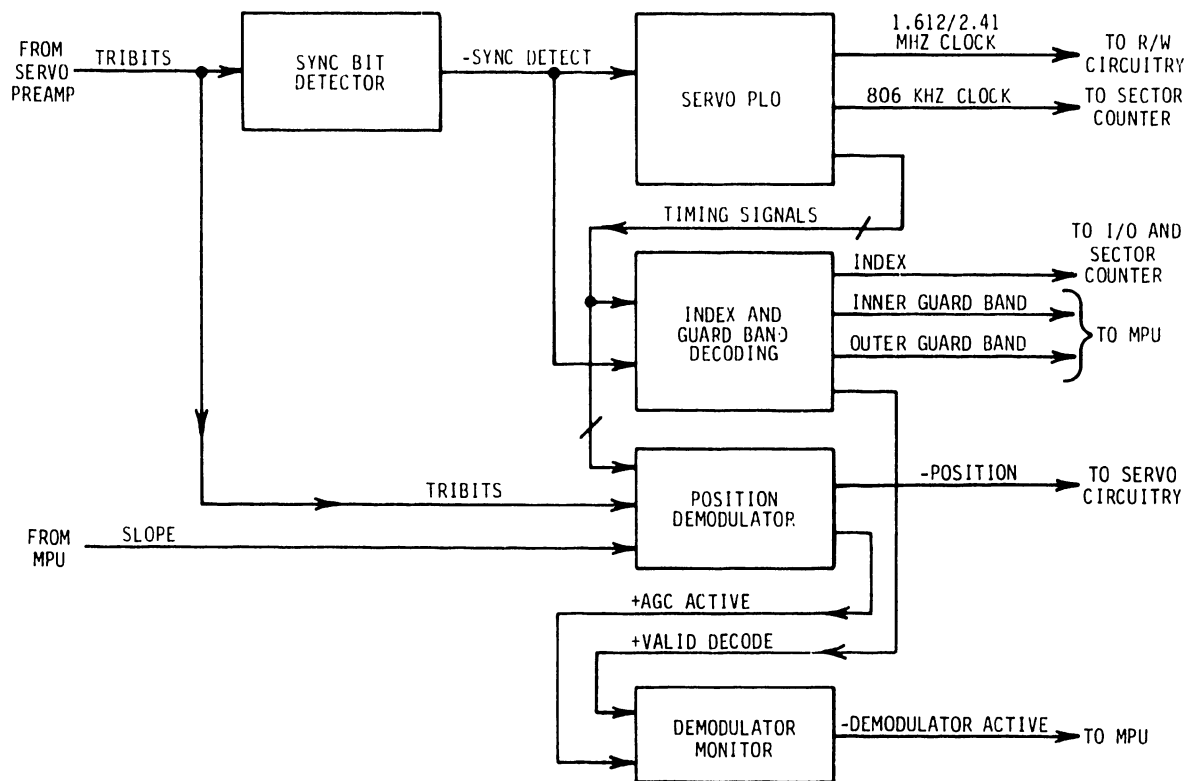 FROM
SERVO
PREAMP
TRIBITS
SYNC BIT
DETECTOR
-SYNC DETECT
SERVO PLO
1.612/2.41
MHZ CLOCK
TO R/W
CIRCUITRY
806 KHZ CLOCK
TO SECTOR
COUNTER
TIMING SIGNALS
INDEX AND
GUARD BAND
DECODING
INDEX
TO I/O AND
SECTOR
COUNTER
INNER GUARD BAND
OUTER GUARD BAND
TO MPU
TRIBITS
FROM
MPU
SLOPE
POSITION
DEMODULATOR
-POSITION
TO SERVO
CIRCUITRY
+AGC ACTIVE
+VALID DECODE
DEMODULATOR
MONITOR
-DEMODULATOR ACTIVE
TO MPU